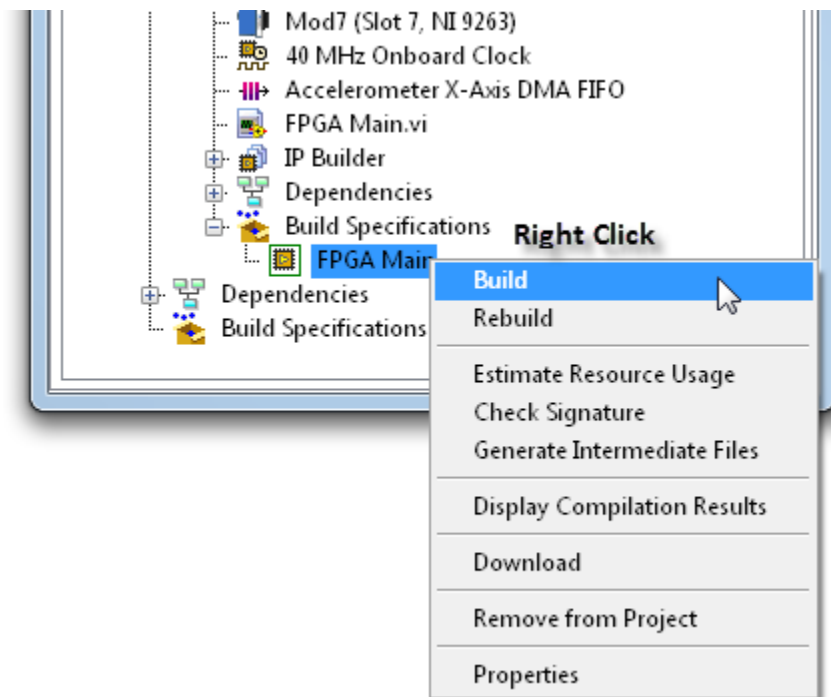 Mod7 (Slot 7, NI 9263)
40 MHz Onboard Clock
Accelerometer X-Axis DMA FIFO
FPGA Main.vi
IP Builder
Dependencies
Build Specifications
Right Click
FPGA Main
Build
Dependencies
Rebuild
Build Specifications
Estimate Resource Usage
Check Signature
Generate Intermediate Files
Display Compilation Results
Download
Remove from Project
Properties